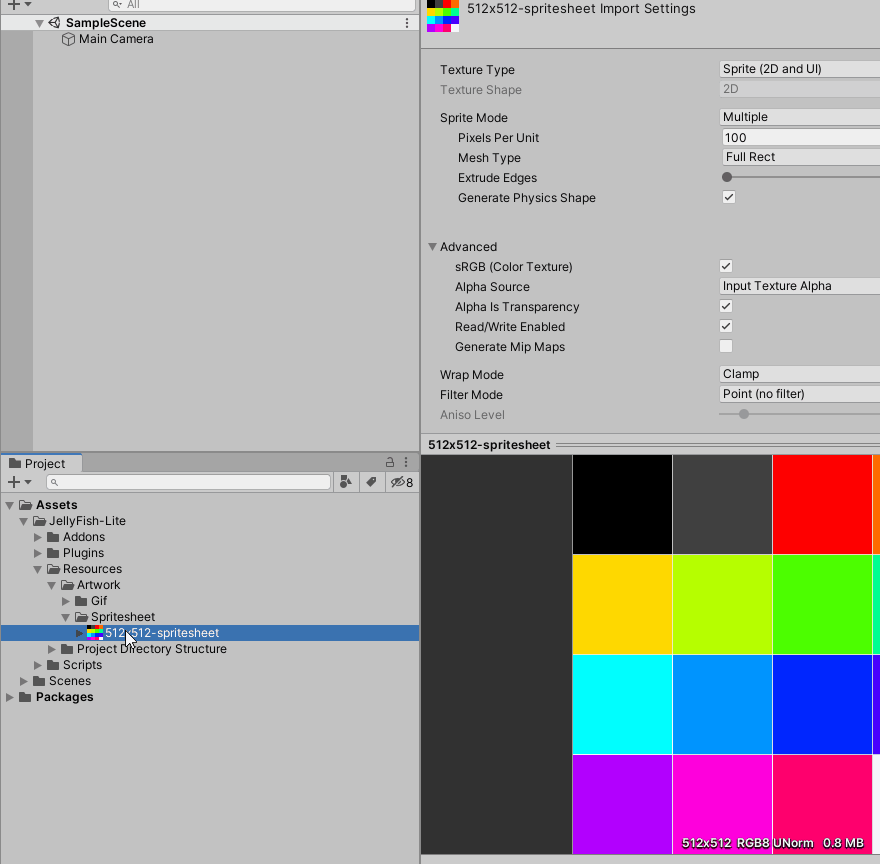 All
SampleScene
Main Camera
512x512-spritesheet Import Settings
Texture Type
Sprite (2D and UI)
Texture Shape
2D
Sprite Mode
Multiple
Pixels Per Unit
100
Mesh Type
Full Rect
Extrude Edges
Generate Physics Shape
Advanced
sRGB (Color Texture)
Alpha Source
Input Texture Alpha
Alpha Is Transparency
Read/Write Enabled
Generate Mip Maps
Wrap Mode
Clamp
Filter Mode
Point (no filter)
Aniso Level
Project
8
Assets
JellyFish-Lite
Addons
Plugins
Resources
Artwork
Gif
Spritesheet
512x512-spritesheet
Project Directory Structure
Scripts
Scenes
Packages
512x512-spritesheet
512x512 RGB8 UNorm 0.8 MB